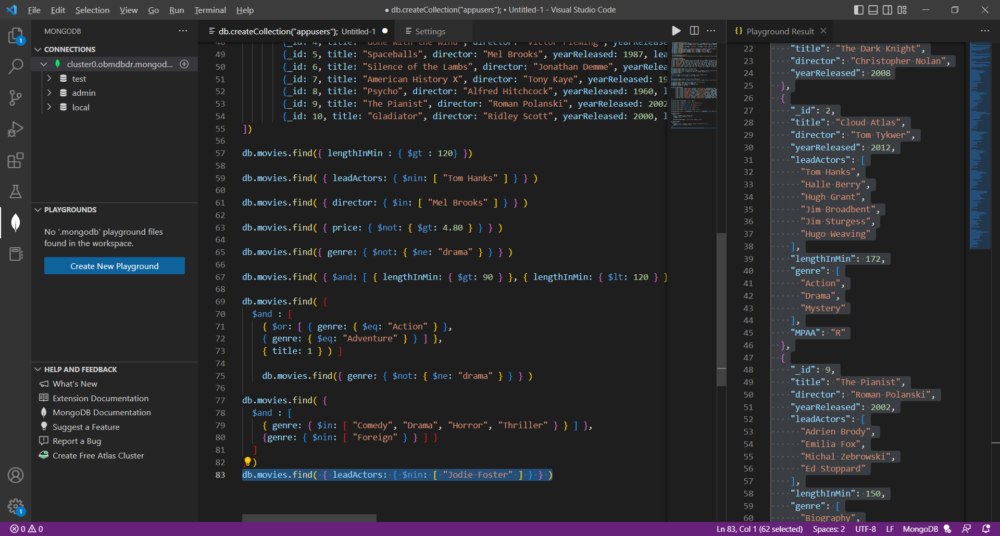 File Edit Selection View Go Run Terminal Help
● db.createCollection("appusers"); • Untitled-1 - Visual Studio Code
MONGODB
CONNECTIONS
cluster0.obmdbdr.mongod...
test
admin
local
PLAYGROUNDS
No '.mongodb' playground files
found in the workspace.
Create New Playground
HELP AND FEEDBACK
What's New
Extension Documentation
MongoDB Documentation
Suggest a Feature
Report a Bug
Create Free Atlas Cluster
1
1
db.createCollection("appusers"); Untitled-1 ●
Settings
48 {_id: 4, title: "Gone With the Wind", director: "Victor Fleming", yearRelease
49 {_id: 5, title: "Spaceballs", director: "Mel Brooks", yearReleased: 1987, lea
50 {_id: 6, title: "Silence of the Lambs", director: "Jonathan Demme", yearRelea
51 {_id: 7, title: "American History X", director: "Tony Kaye", yearReleased: 19
52 {_id: 8, title: "Psycho", director: "Alfred Hitchcock", yearReleased: 1960, l
53 {_id: 9, title: "The Pianist", director: "Roman Polanski", yearReleased: 2002
54 {_id: 10, title: "Gladiator", director: "Ridley Scott", yearReleased: 2000, l
55 ])
56
57 db.movies.find({ lengthInMin : { $gt : 120} })
58
59 db.movies.find( { leadActors: { $nin: [ "Tom Hanks" ] } } )
60
61 db.movies.find( { director: { $in: [ "Mel Brooks" ] } } )
62
63 db.movies.find( { price: { $not: { $gt: 4.80 } } } )
64
65 db.movies.find({ genre: { $not: { $ne: "drama" } } } )
66
67 db.movies.find( { $and: [ { lengthInMin: { $gt: 90 } }, { lengthInMin: { $lt: 120 } }
68
69 db.movies.find( {
70 $and : [
71 { $or: [ { genre: { $eq: "Action" } },
72 { genre: { $eq: "Adventure" } } ] },
73 { title: 1 } ) ]
74
75 db.movies.find({ genre: { $not: { $ne: "drama" } } } )
76
77 db.movies.find( {
78 $and : [
79 { genre: { $in: [ "Comedy", "Drama", "Horror", "Thriller" } } ] },
80 {genre: { $nin: [ "Foreign" } } ] }
81 ]
82 )
83 db.movies.find( { leadActors: { $nin: [ "Jodie Foster" ] } } )
{} Playground Result
22 "title": "The Dark Knight",
23 "director": "Christopher Nolan",
24 "yearReleased": 2008
25 },
26 {
27 "_id": 2,
28 "title": "Cloud Atlas",
29 "director": "Tom Tykwer",
30 "yearReleased": 2012,
31 "leadActors": [
32 "Tom Hanks",
33 "Halle Berry",
34 "Hugh Grant",
35 "Jim Broadbent",
36 "Jim Sturgess",
37 "Hugo Weaving"
38 ],
39 "lengthInMin": 172,
40 "genre": [
41 "Action",
42 "Drama",
43 "Mystery"
44 ],
45 "MPAA": "R"
46 },
47 {
48 "_id": 9,
49 "title": "The Pianist",
50 "director": "Roman Polanski",
51 "yearReleased": 2002,
52 "leadActors": [
53 "Adrien Brody",
54 "Emilia Fox",
55 "Michal Zebrowski",
56 "Ed Stoppard"
57 ],
58 "lengthInMin": 150,
59 "genre": [
60 "Biography",
0 0
Ln 83, Col 1 (62 selected) Spaces: 2 UTF-8 LF MongoDB